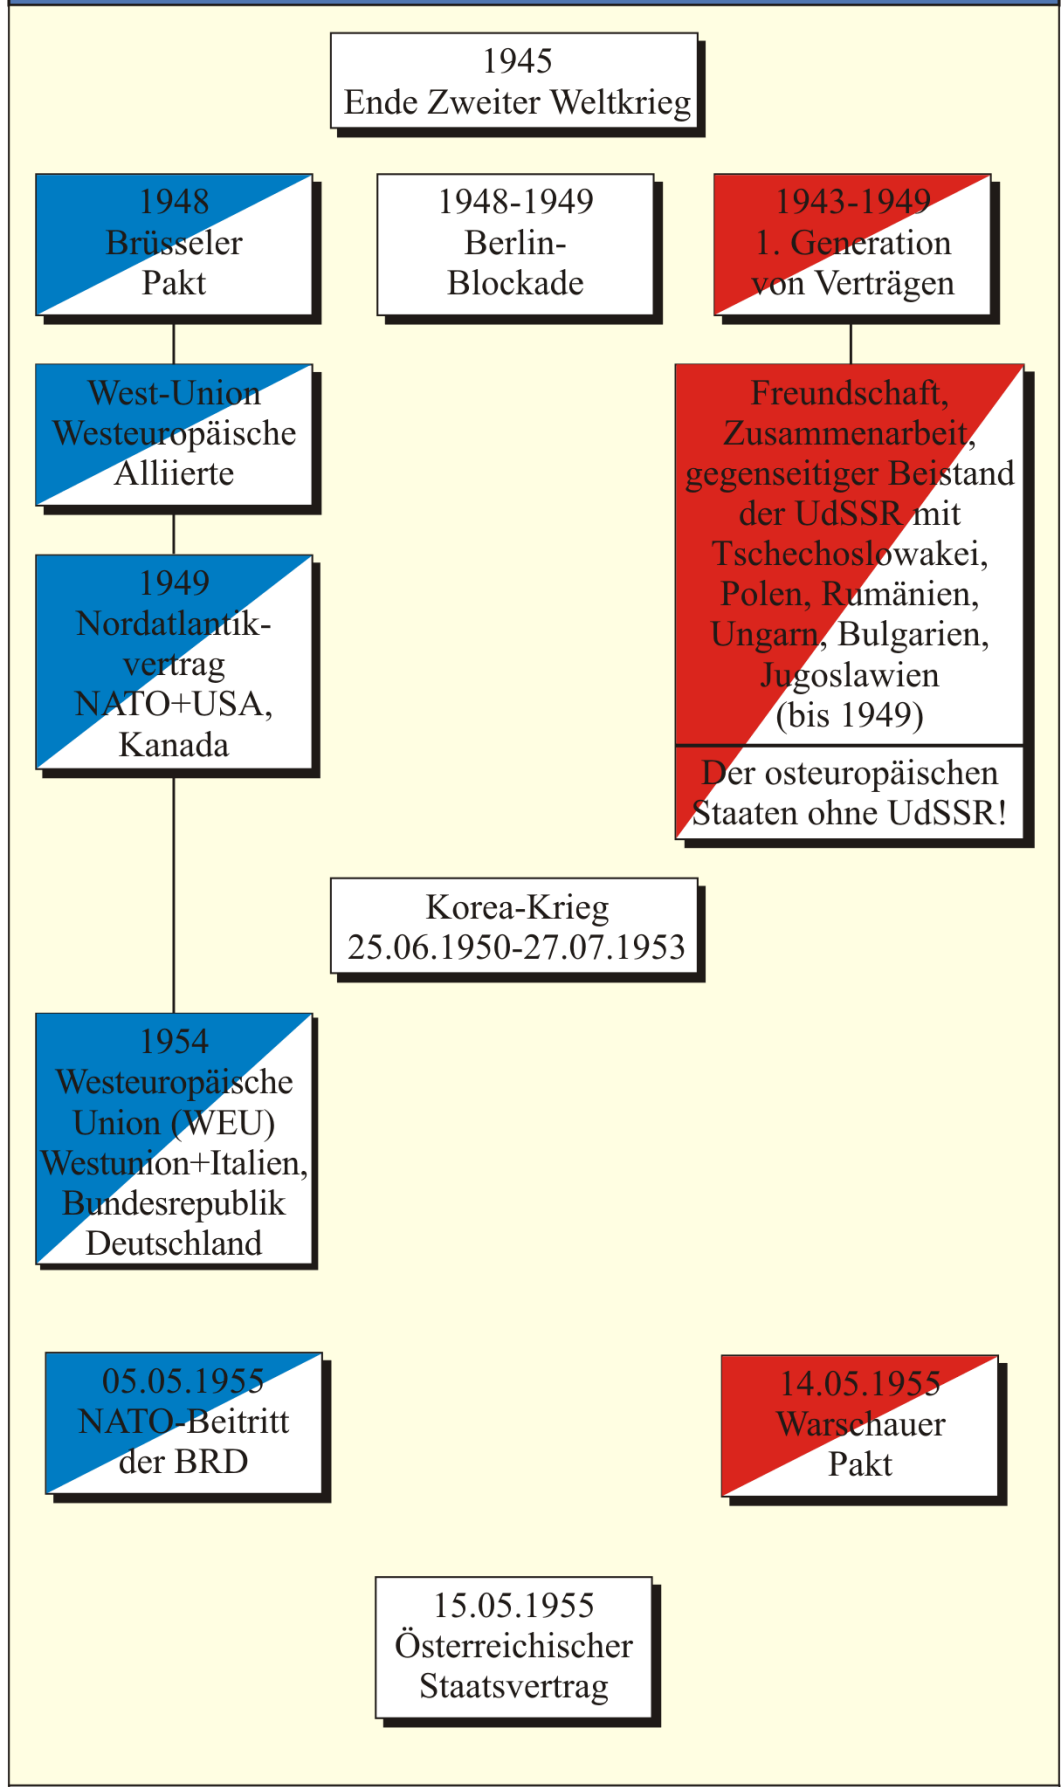 1945
Ende Zweiter Weltkrieg
1948
Brüsseler
Pakt
1948-1949
Berlin-
Blockade
1943-1949
1. Generation
von Verträgen
West-Union
Westeuropäische
Alliierte
Freundschaft,
Zusammenarbeit,
gegenseitiger Beistand
der UdSSR mit
Tschechoslowakei,
Polen, Rumänien,
Ungarn, Bulgarien,
Jugoslawien
(bis 1949)
Der osteuropäischen
Staaten ohne UdSSR!
1949
Nordatlantik-
vertrag
NATO+USA,
Kanada
Korea-Krieg
25.06.1950-27.07.1953
1954
Westeuropäische
Union (WEU)
Westunion+Italien,
Bundesrepublik
Deutschland
05.05.1955
NATO-Beitritt
der BRD
14.05.1955
Warschauer
Pakt
15.05.1955
Österreichischer
Staatsvertrag